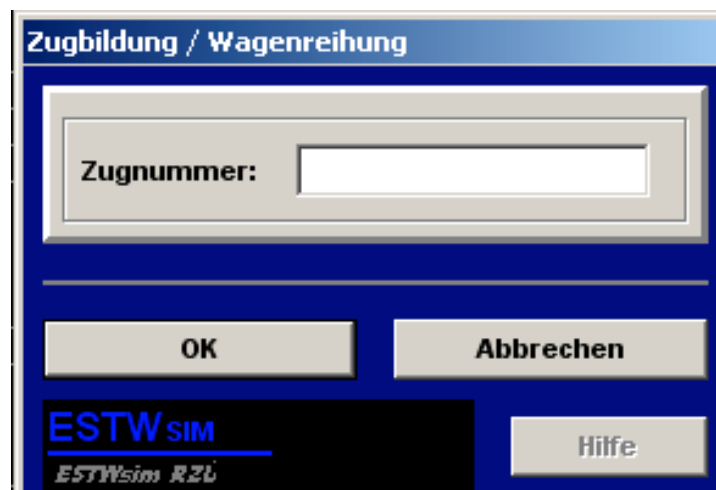 Zugbildung / Wagenreihung
Zugnummer:
OK
Abbrechen
ESTWSIM
Hilfe
ESTWsim RZÜ